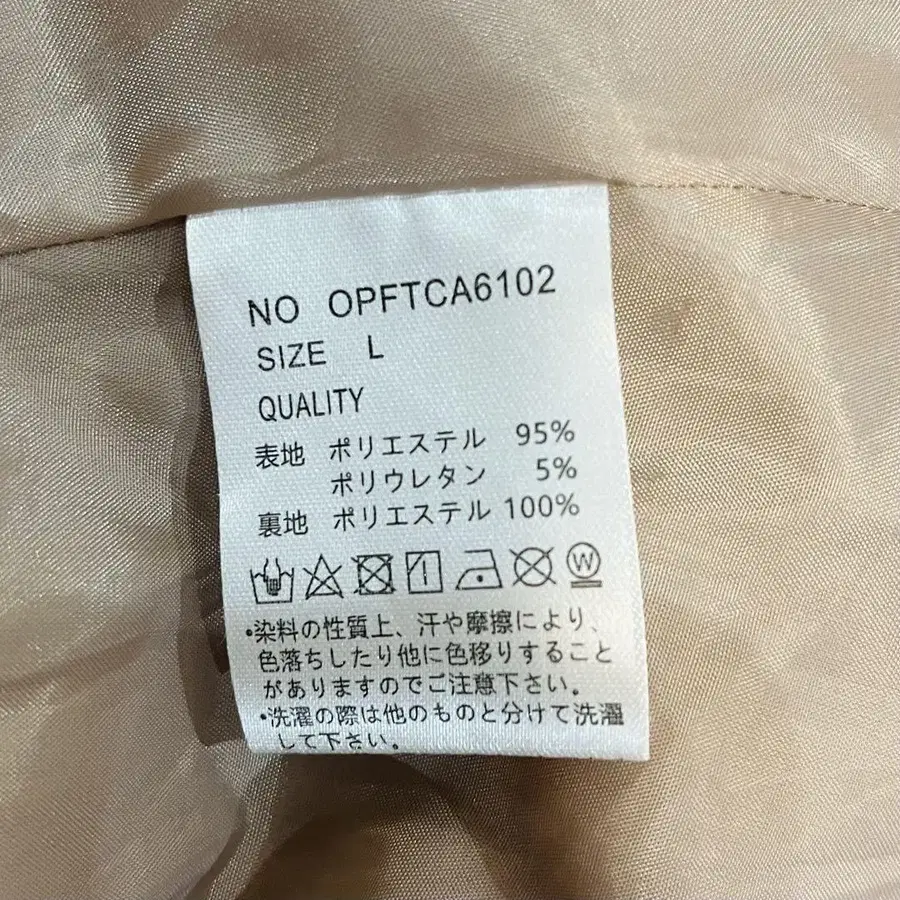 NO OPFTCA6102
SIZE L
QUALITY
表地 ポリエステル 95%
ポリウレタン 5%
裏地 ポリエステル 100%
W
・染料の性質上、汗や摩擦により、
色落ちしたり他に色移りすること
がありますのでご注意下さい。
・洗濯の際は他のものと分けて洗濯
して下さい。